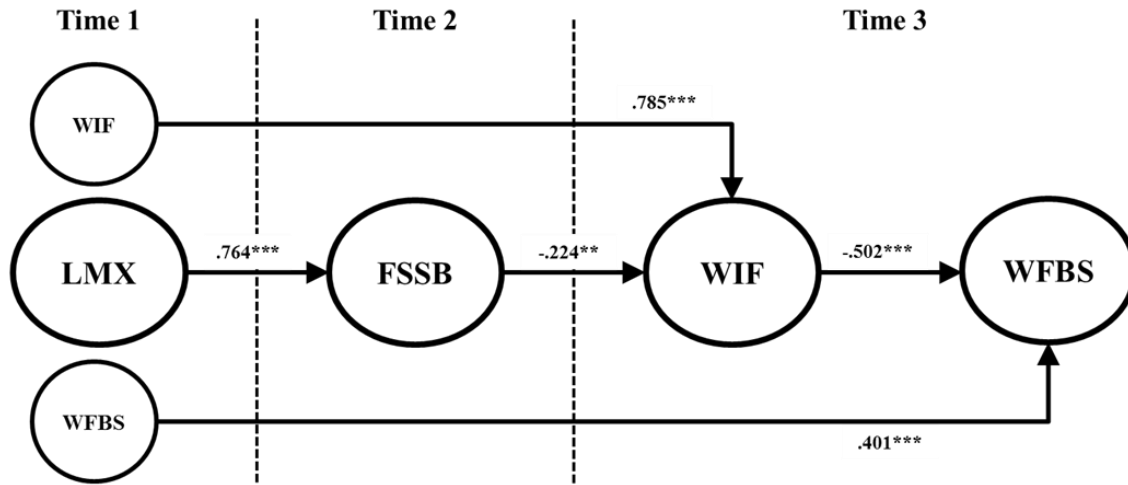 Time 1
Time 2
Time 3
WIF
.785***
LMX
.764***
FSSB
-.224**
WIF
-.502***
WFBS
WFBS
.401***